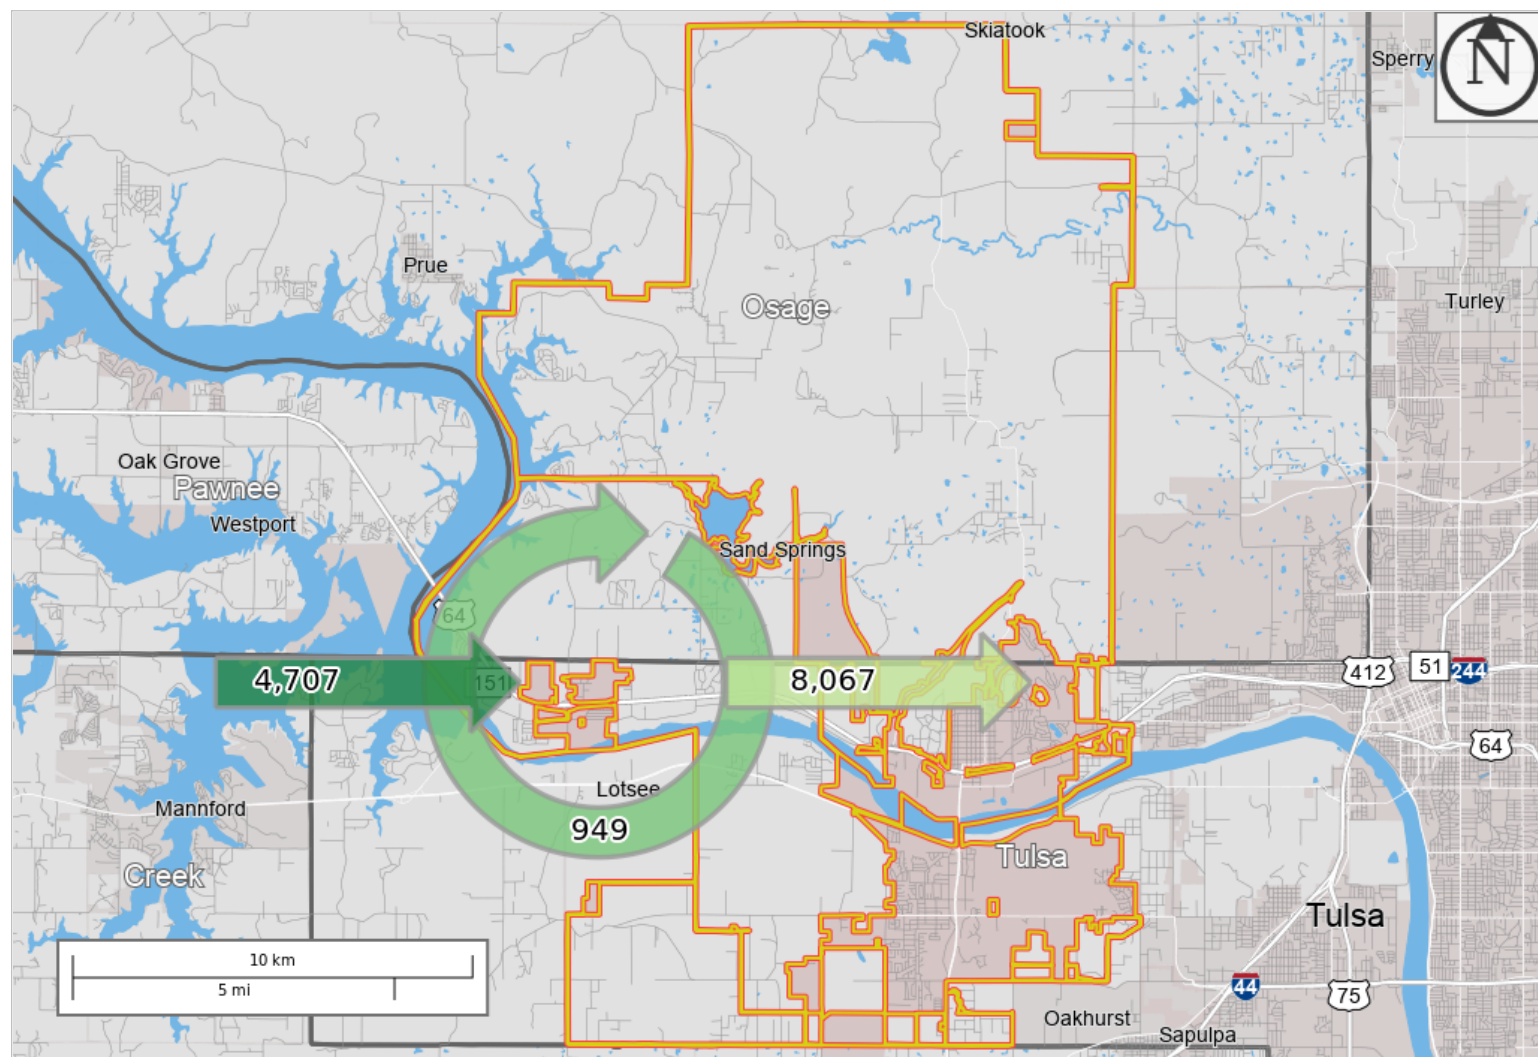 Skiatook
Sperry
N
Prue
Osage
Turley
Oak Grove
Pawnee
Westport
Sand Springs
64
4,707
151
8,067
412
51
244
64
Lotsee
Mannford
949
Tulsa
Creek
Tulsa
10 km
5 mi
44
75
Oakhurst
Sapulpa